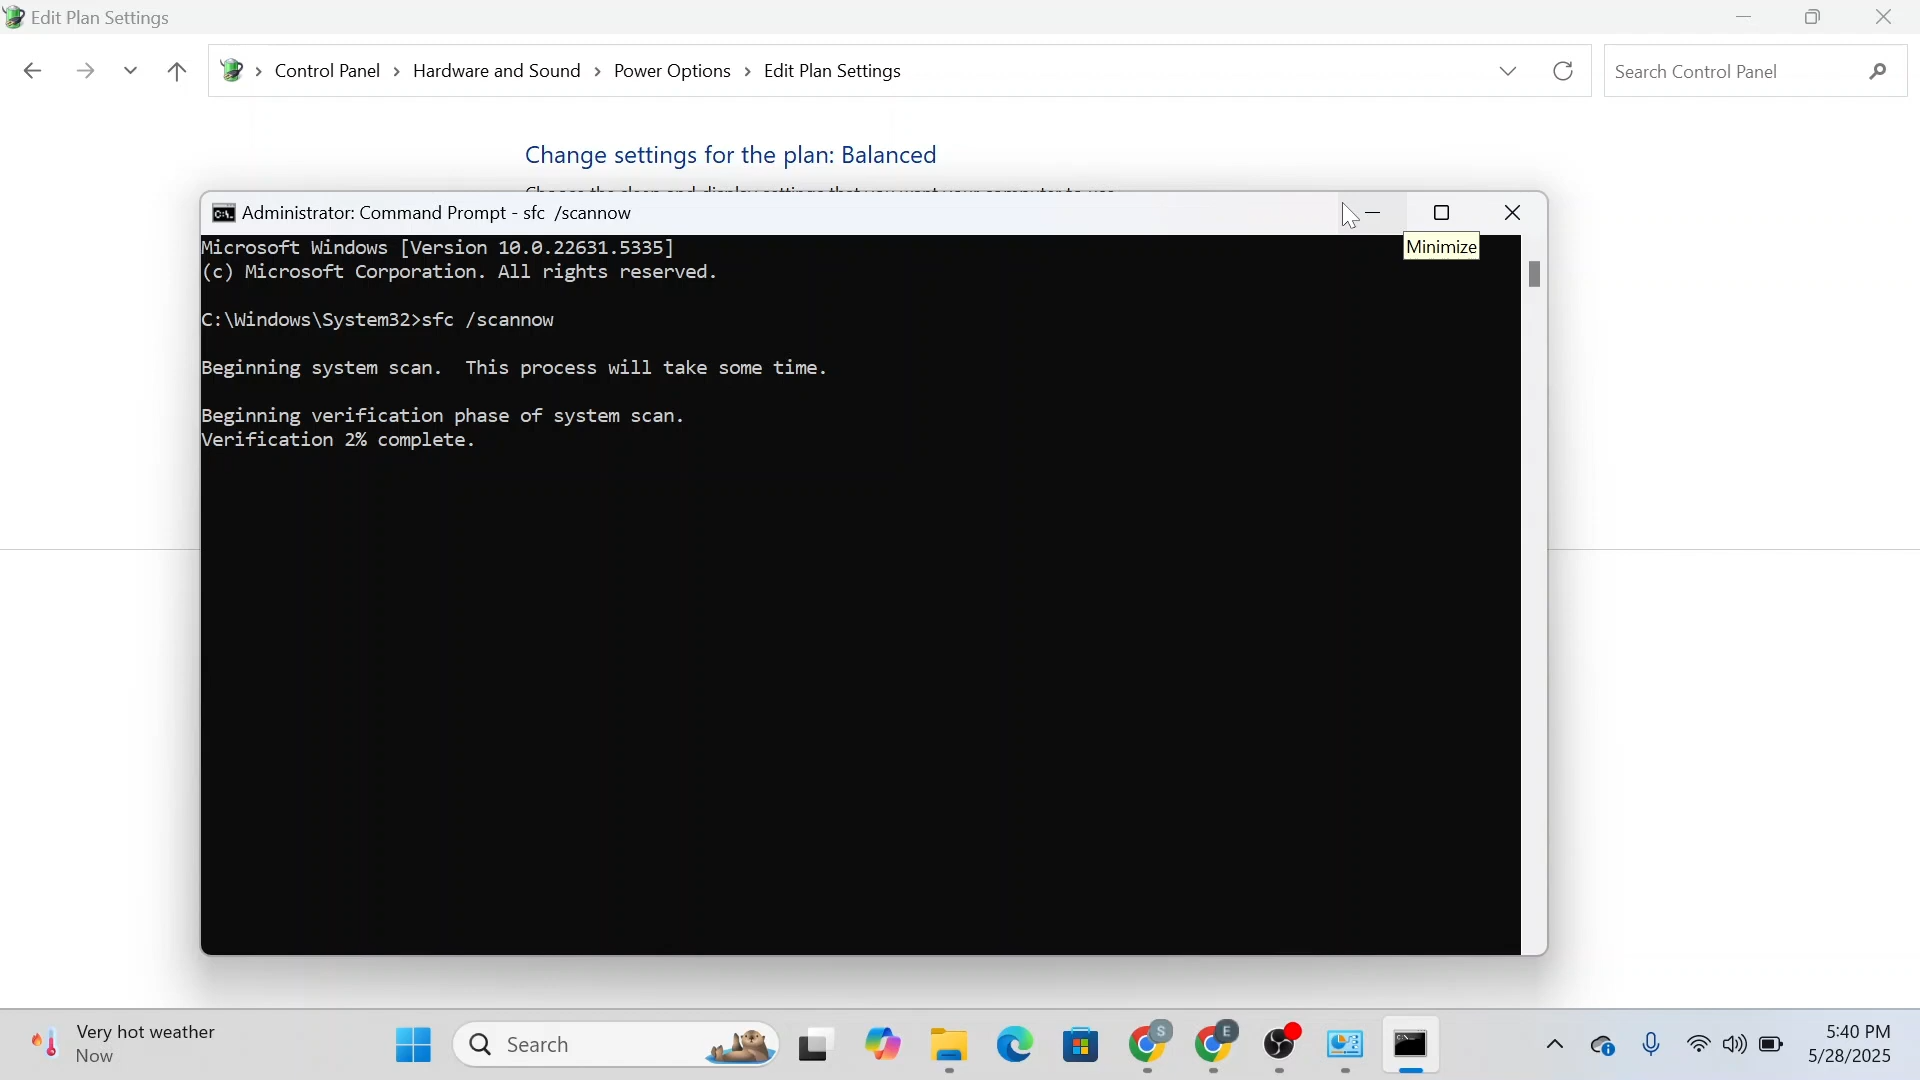 Edit Plan Settings
Control Panel > Hardware and Sound > Power Options > Edit Plan Settings
Search Control Panel
Change settings for the plan: Balanced
Administrator: Command Prompt - sfc  /scannow
Minimize
Microsoft Windows [Version 10.0.22631.5335]
(c) Microsoft Corporation. All rights reserved.
C:\Windows\System32>sfc /scannow
Beginning system scan.  This process will take some time.
Beginning verification phase of system scan.
Verification 2% complete.
Very hot weather
Now
Search
S
E
5:40 PM
5/28/2025